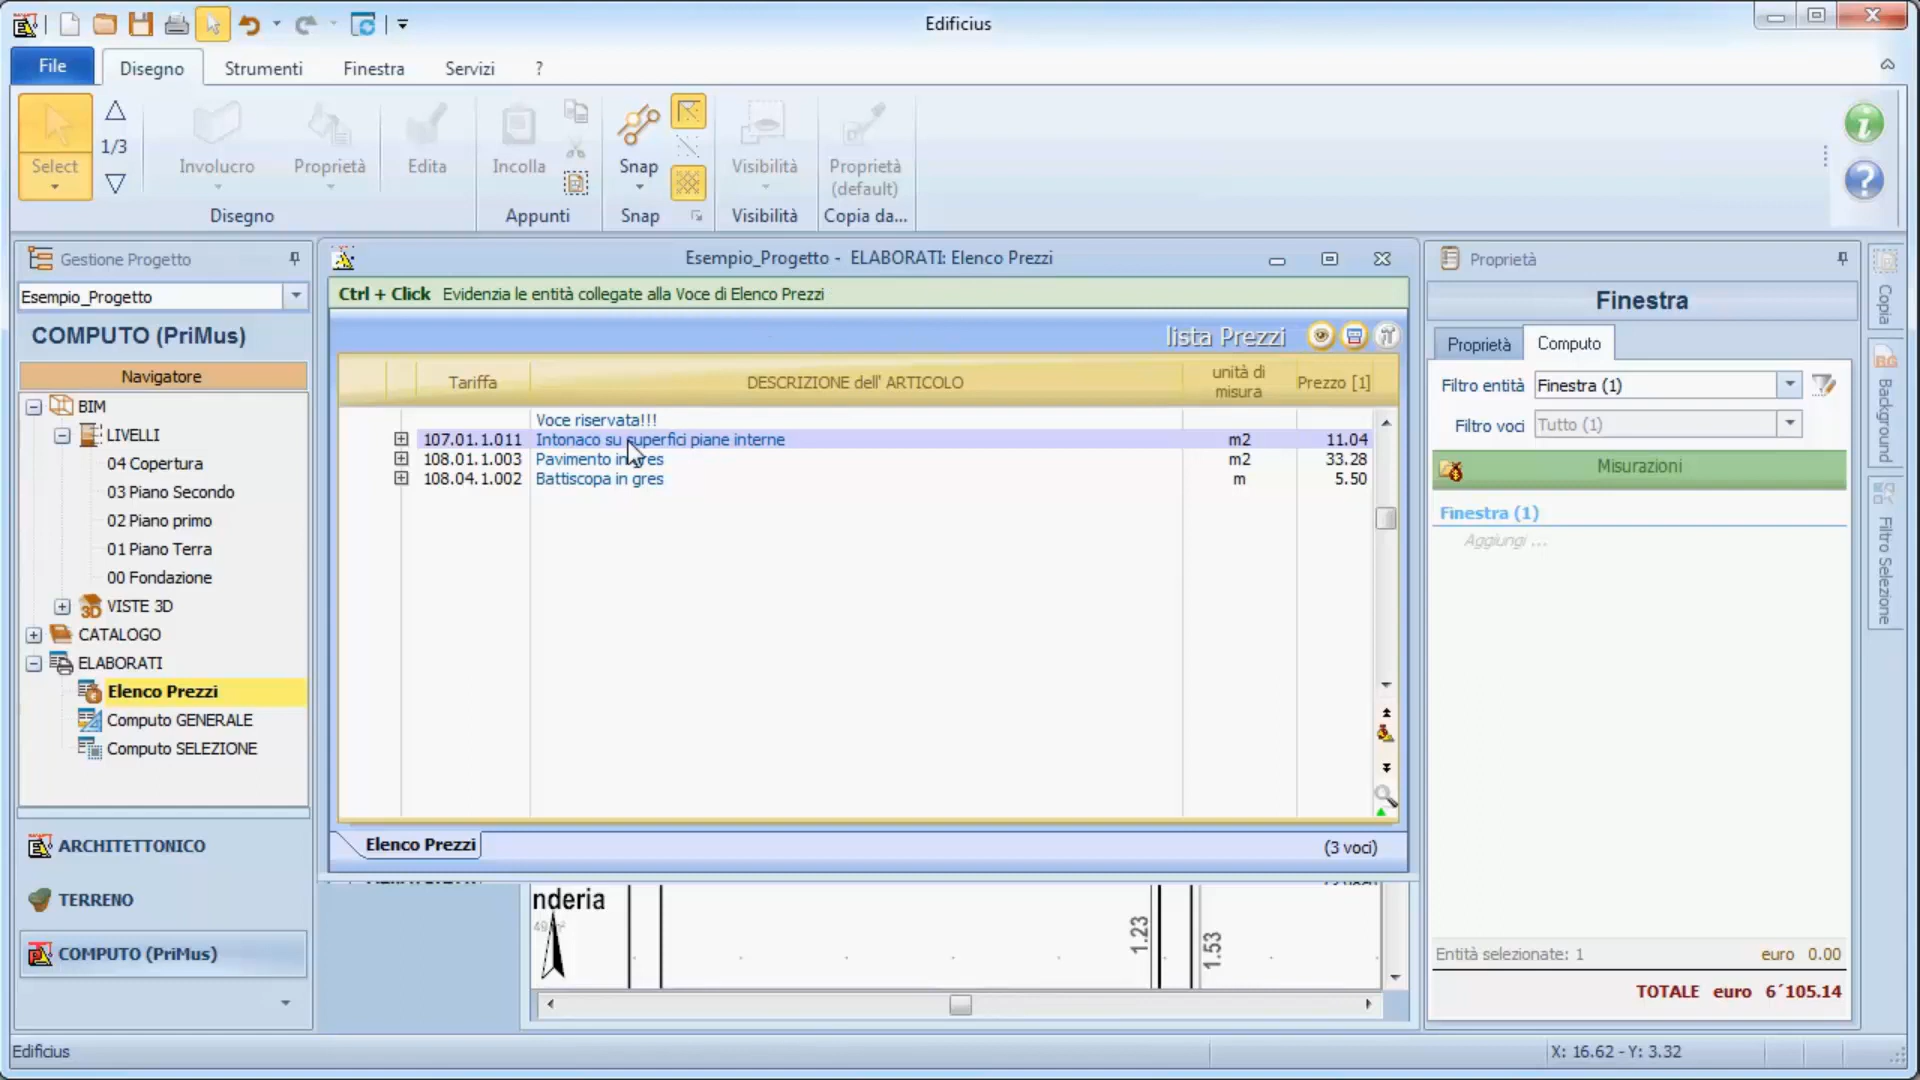 Edificius
File
Disegno
Strumenti
Finestra
Servizi
?
Select
1/3
Involucro
Proprietà
Edita
Incolla
Snap
Visibilità
Proprietà
(default)
Disegno
Appunti
Snap
Visibilità
Copia da...
Gestione Progetto
Esempio_Progetto
COMPUTO (PriMus)
Navigatore
BIM
LIVELLI
04 Copertura
03 Piano Secondo
02 Piano primo
01 Piano Terra
00 Fondazione
VISTE 3D
CATALOGO
ELABORATI
Elenco Prezzi
Computo GENERALE
Computo SELEZIONE
ARCHITETTONICO
TERRENO
COMPUTO (PriMus)
Esempio_Progetto - ELABORATI: Elenco Prezzi
Ctrl + Click Evidenzia le entità collegate alla Voce di Elenco Prezzi
lista Prezzi
Tariffa DESCRIZIONE dell' ARTICOLO unità di misura Prezzo [1]
Voce riservata!!!
107.01.1.011 Intonaco su superfici piane interne m2 11.04
108.01.1.003 Pavimento in gres m2 33.28
108.04.1.002 Battiscopa in gres m 5.50
Elenco Prezzi
(3 voci)
nderia
1.23
1.53
Proprietà
Finestra
Proprietà
Computo
Filtro entità Finestra (1)
Filtro voci Tutto (1)
Misurazioni
Finestra (1)
Aggiungi ...
Entità selezionate: 1 euro 0.00
TOTALE euro 6´105.14
Copia
Background
Filtro Selezione
Edificius
X: 16.62 - Y: 3.32